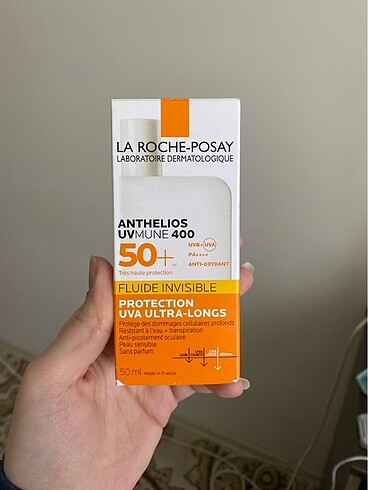 LA ROCHE-POSAY
LABORATOIRE DERMATOLOGIQUE
ANTHELIOS
UVMUNE 400
50+
UVB+UVA
PA++++
ANTI-OXYDANT
Très haute protection
FLUIDE INVISIBLE
PROTECTION
UVA ULTRA-LONGS
Protège des dommages cellulaires profonds
Résistant à l'eau + transpiration
Anti-picotement oculaire
Peau sensible
Sans parfum
50 ml Made in France